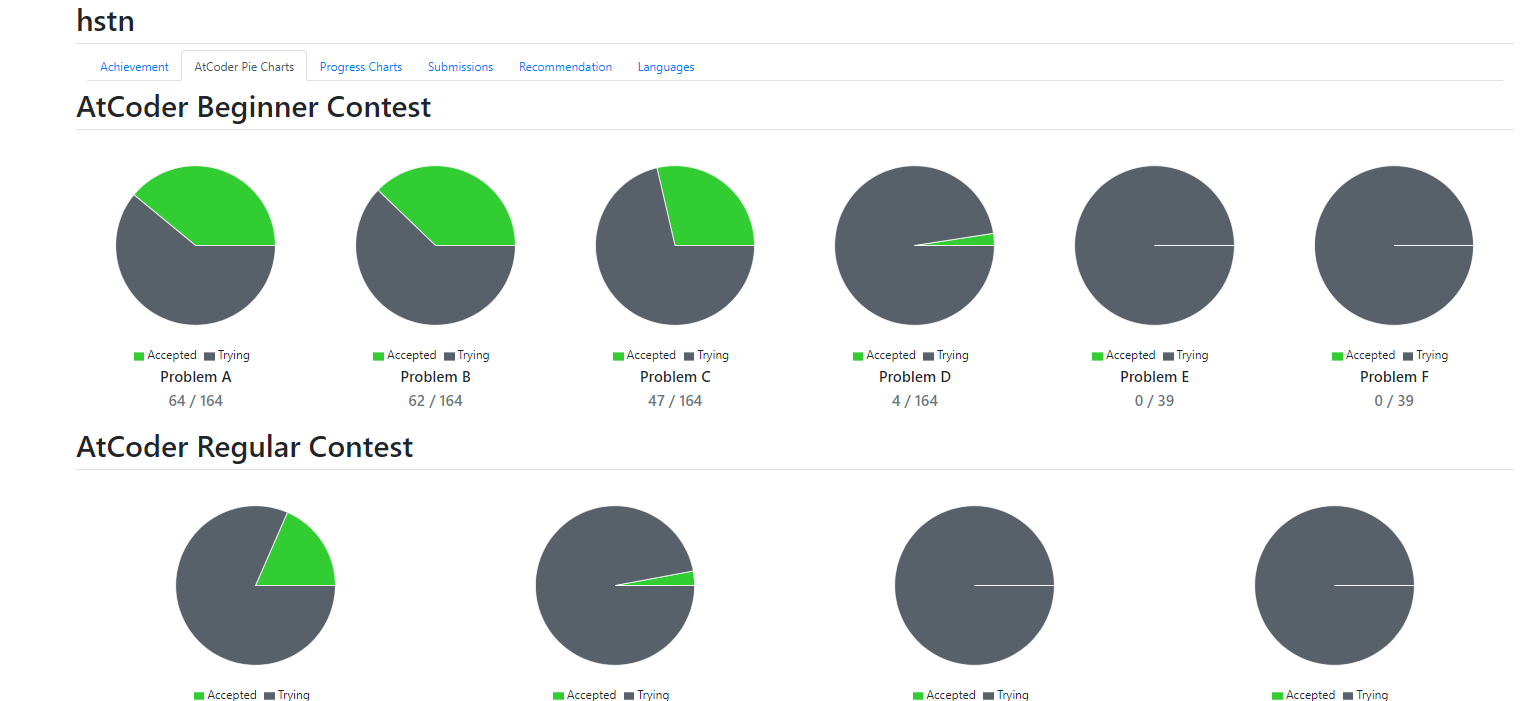 hstn
Achievement AtCoder Pie Charts Progress Charts Submissions Recommendation Languages
AtCoder Beginner Contest
Accepted Trying Accepted Trying Accepted Trying Accepted Trying Accepted Trying Accepted Trying
Problem A Problem B Problem C Problem D Problem E Problem F
64 / 164 62 / 164 47 / 164 4 / 164 0 / 39 0 / 39
AtCoder Regular Contest
Accepted Trying Accepted Trying Accepted Trying Accepted Trying